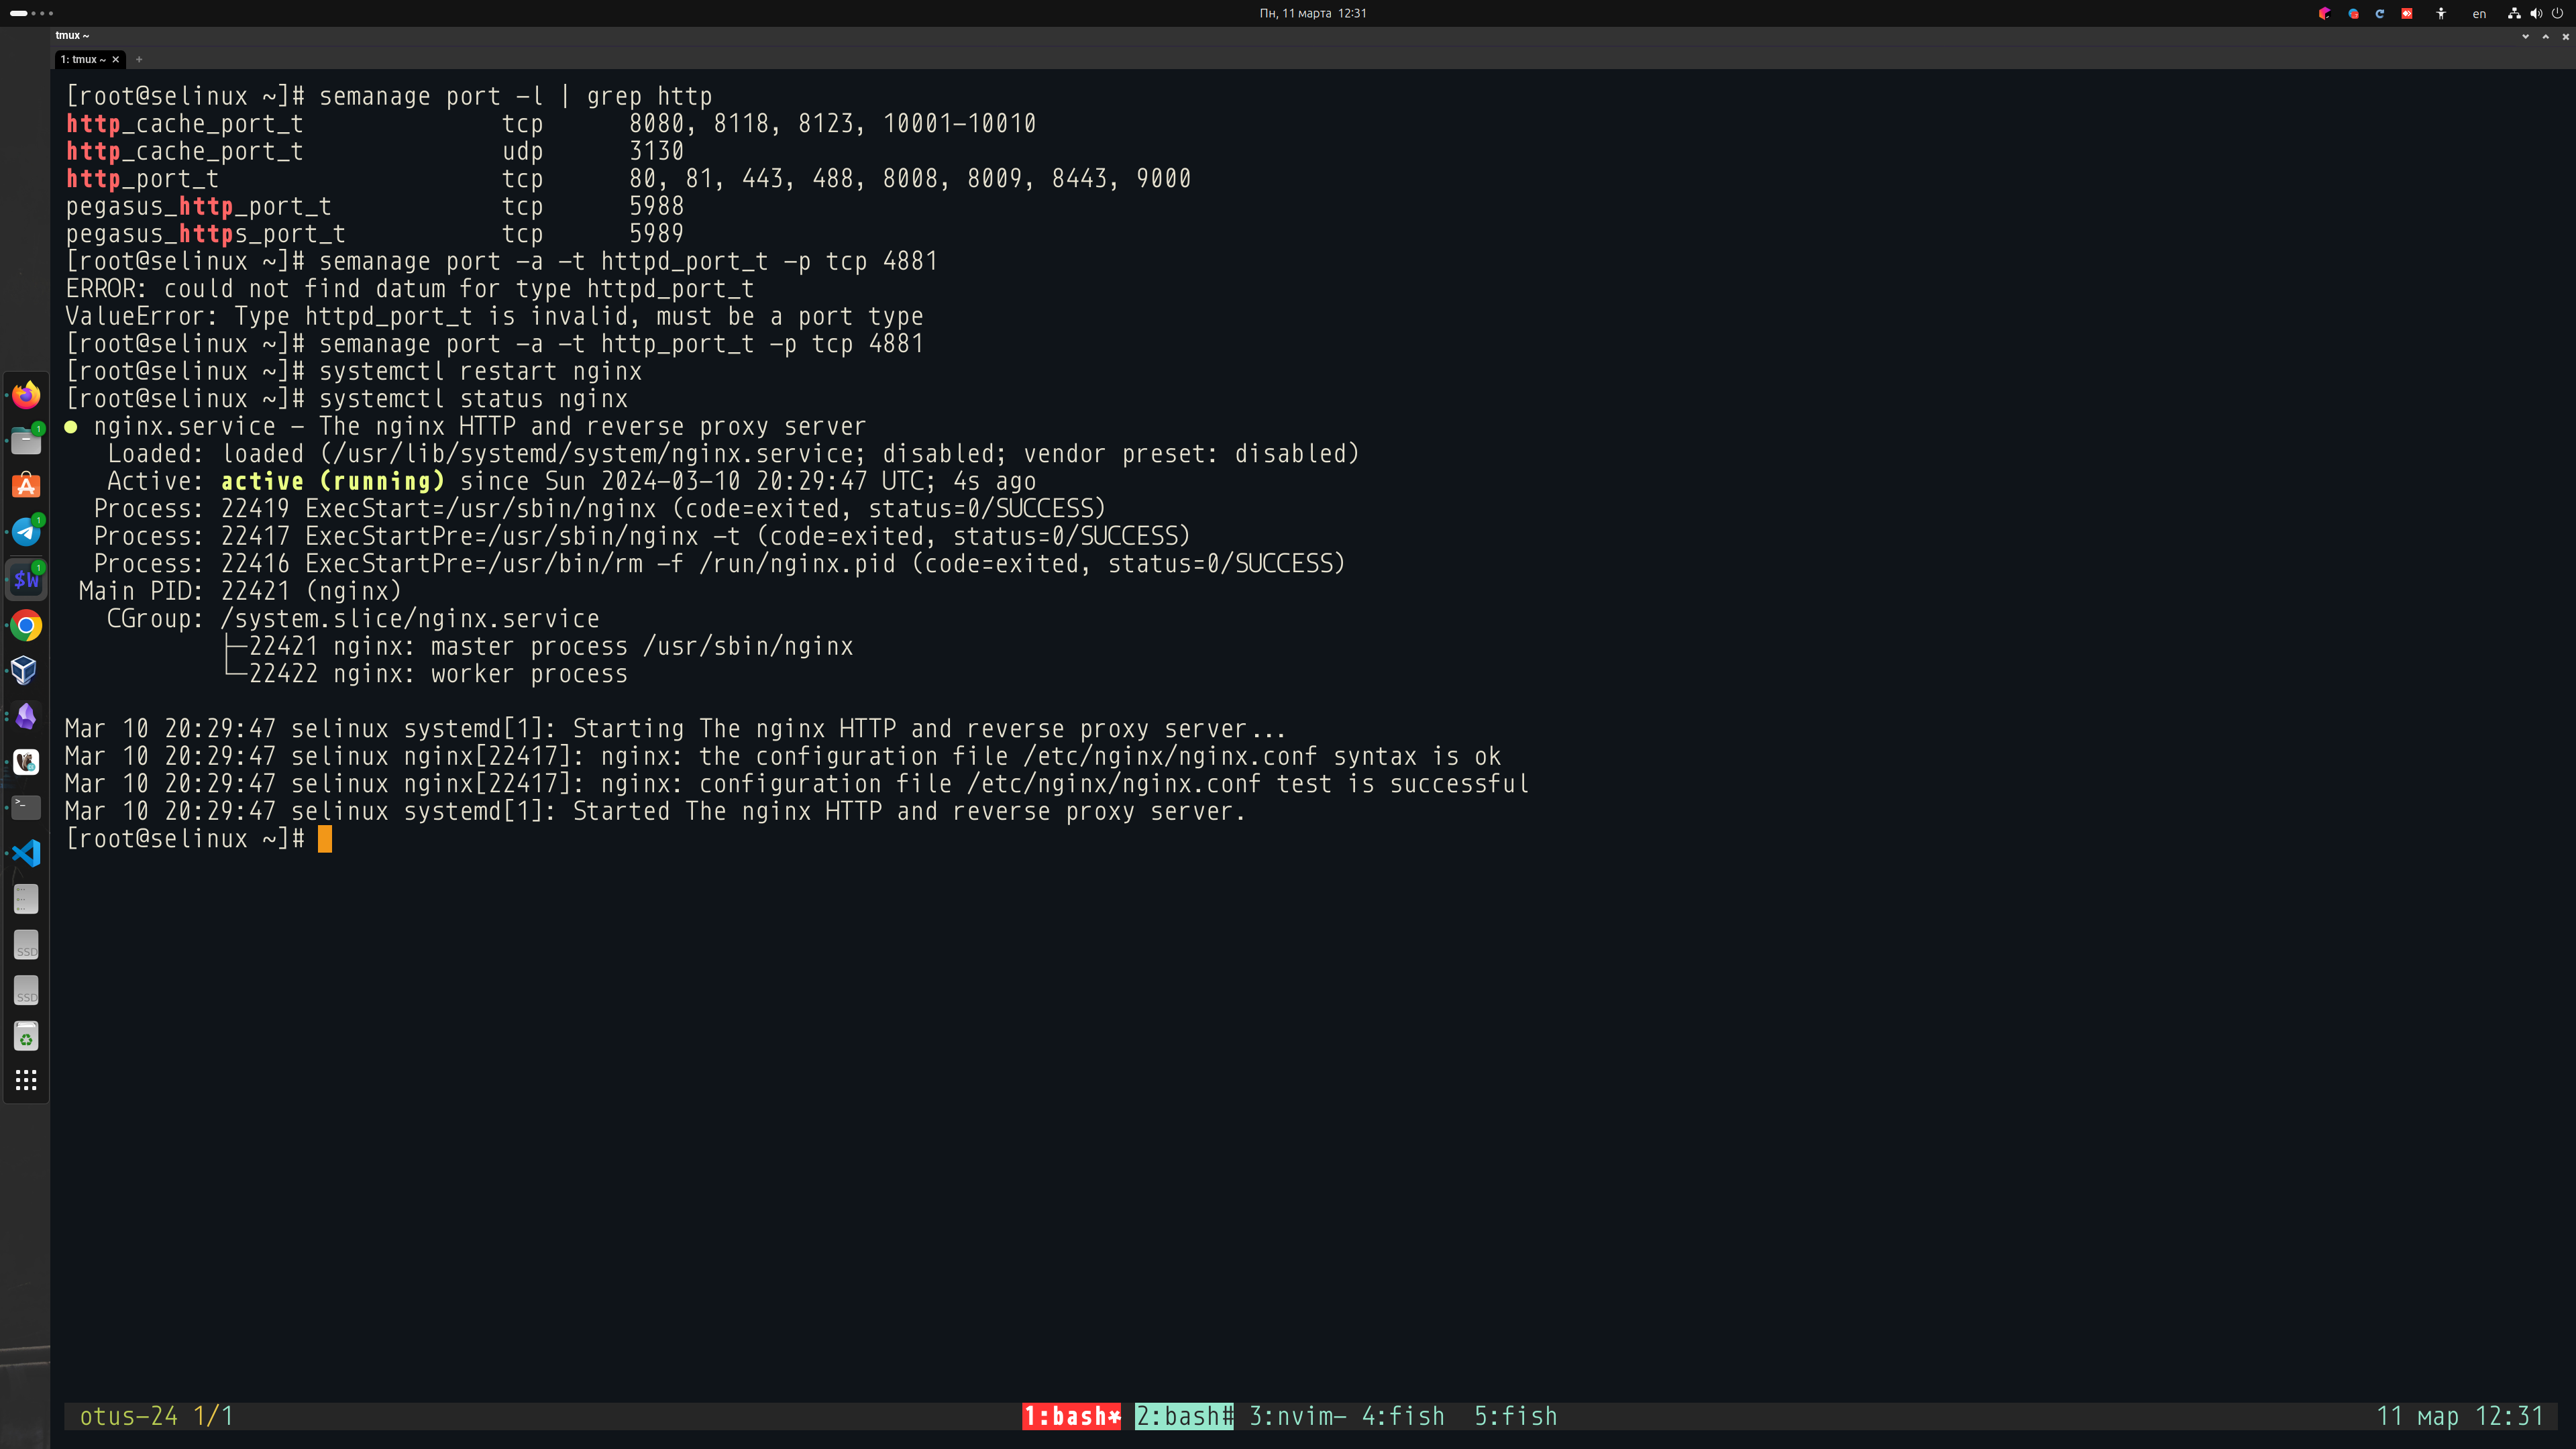 Пн, 11 марта 12:31
en
tmux ~
1: tmux ~ ✕ +
[root@selinux ~]# semanage port -l | grep http
http_cache_port_t tcp 8080, 8118, 8123, 10001-10010
http_cache_port_t udp 3130
http_port_t tcp 80, 81, 443, 488, 8008, 8009, 8443, 9000
pegasus_http_port_t tcp 5988
pegasus_https_port_t tcp 5989
[root@selinux ~]# semanage port -a -t httpd_port_t -p tcp 4881
ERROR: could not find datum for type httpd_port_t
ValueError: Type httpd_port_t is invalid, must be a port type
[root@selinux ~]# semanage port -a -t http_port_t -p tcp 4881
[root@selinux ~]# systemctl restart nginx
[root@selinux ~]# systemctl status nginx
● nginx.service - The nginx HTTP and reverse proxy server
Loaded: loaded (/usr/lib/systemd/system/nginx.service; disabled; vendor preset: disabled)
Active: active (running) since Sun 2024-03-10 20:29:47 UTC; 4s ago
Process: 22419 ExecStart=/usr/sbin/nginx (code=exited, status=0/SUCCESS)
Process: 22417 ExecStartPre=/usr/sbin/nginx -t (code=exited, status=0/SUCCESS)
Process: 22416 ExecStartPre=/usr/bin/rm -f /run/nginx.pid (code=exited, status=0/SUCCESS)
Main PID: 22421 (nginx)
CGroup: /system.slice/nginx.service
├─22421 nginx: master process /usr/sbin/nginx
└─22422 nginx: worker process
Mar 10 20:29:47 selinux systemd[1]: Starting The nginx HTTP and reverse proxy server...
Mar 10 20:29:47 selinux nginx[22417]: nginx: the configuration file /etc/nginx/nginx.conf syntax is ok
Mar 10 20:29:47 selinux nginx[22417]: nginx: configuration file /etc/nginx/nginx.conf test is successful
Mar 10 20:29:47 selinux systemd[1]: Started The nginx HTTP and reverse proxy server.
[root@selinux ~]#
1
1
$W 1
>_
SSD
SSD
otus-24 1/1 1:bash* 2:bash# 3:nvim- 4:fish 5:fish 11 мар 12:31